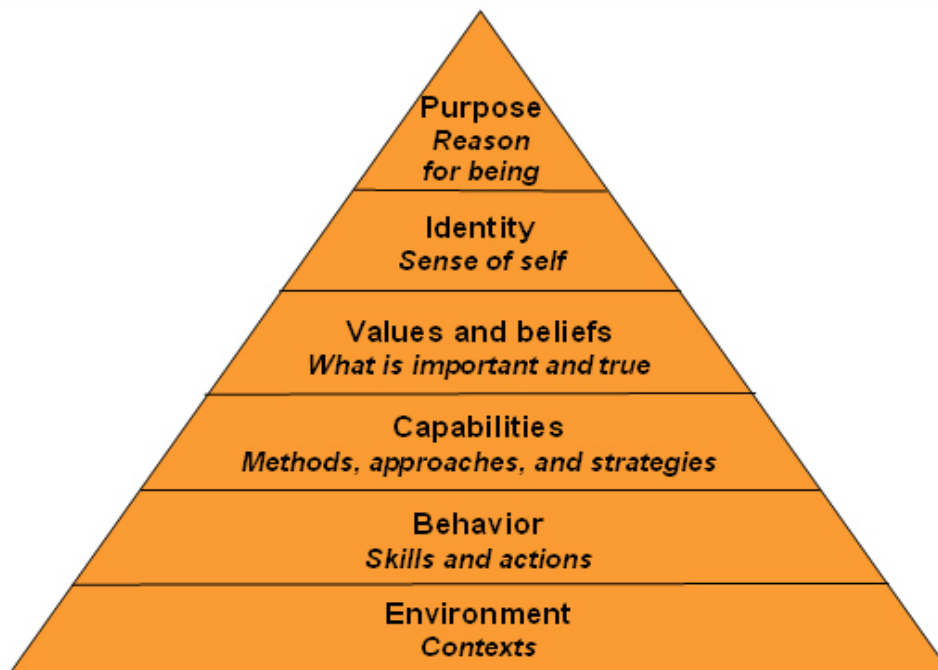 Purpose
Reason
for being
Identity
Sense of self
Values and beliefs
What is important and true
Capabilities
Methods, approaches, and strategies
Behavior
Skills and actions
Environment
Contexts